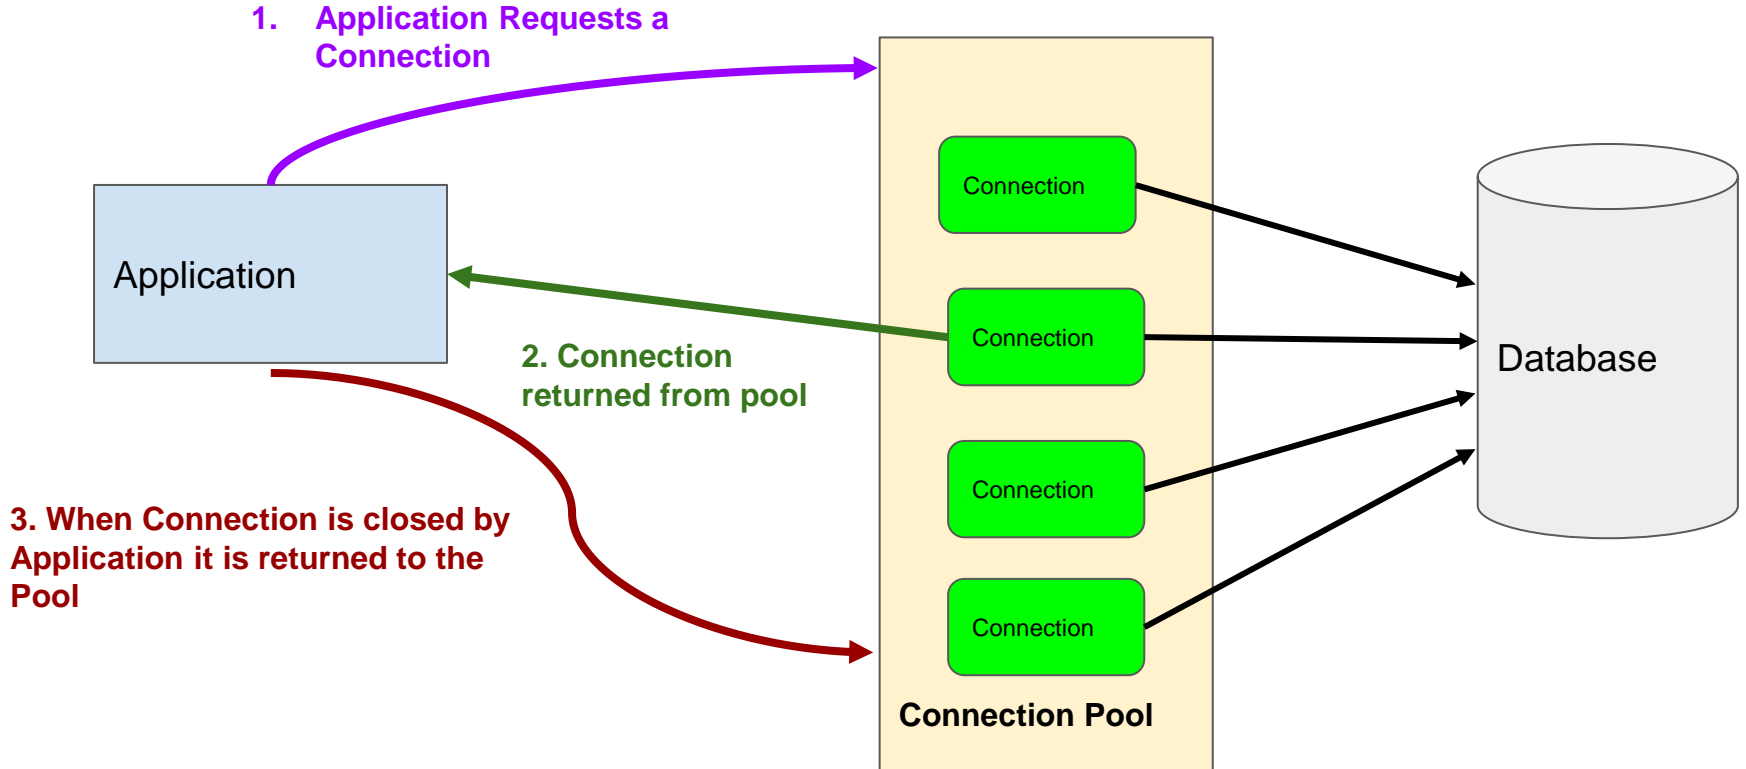 1. Application Requests a
Connection
Application
2. Connection
returned from pool
3. When Connection is closed by
Application it is returned to the
Pool
Connection
Connection
Connection
Connection
Connection Pool
Database